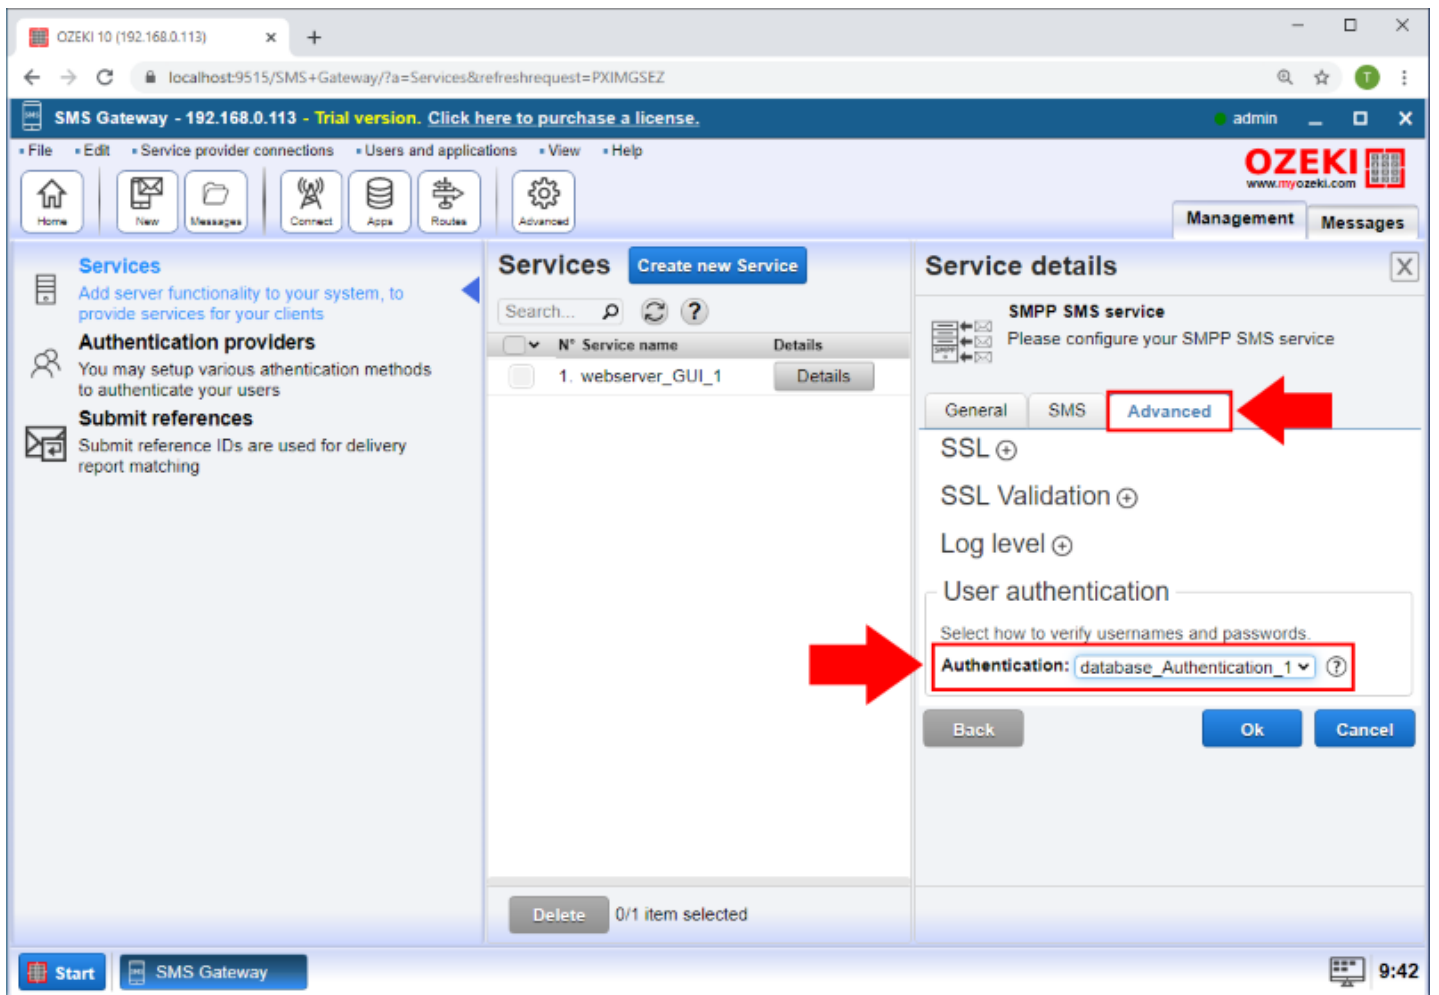 OZEKI 10 (192.168.0.113)
localhost:9515/SMS+Gateway/?a=Services&refreshrequest=PXIMGSEZ
T
SMS Gateway - 192.168.0.113 - Trial version. Click here to purchase a license.
admin
File Edit Service provider connections Users and applications View Help
OZEKI
www.myozeki.com
Home New Messages Connect Apps Routes Advanced
Management Messages
Services
Add server functionality to your system, to
provide services for your clients
Authentication providers
You may setup various athentication methods
to authenticate your users
Submit references
Submit reference IDs are used for delivery
report matching
Services Create new Service
Search... ?
N° Service name Details
1. webserver_GUI_1 Details
Delete 0/1 item selected
Service details X
SMPP SMS service
Please configure your SMPP SMS service
General SMS Advanced
SSL
SSL Validation
Log level
User authentication
Select how to verify usernames and passwords.
Authentication: database_Authentication_1 ?
Back Ok Cancel
Start SMS Gateway 9:42